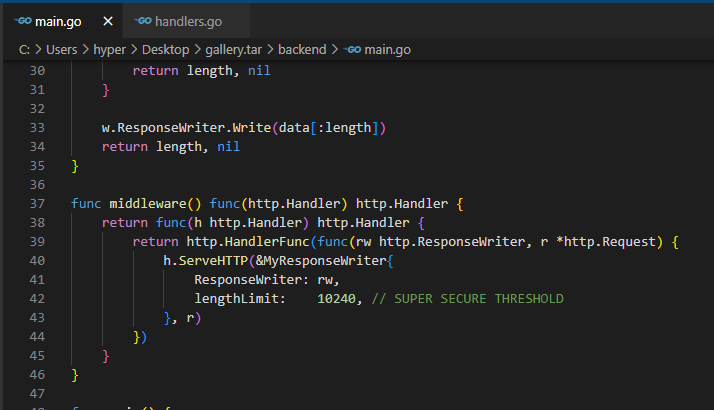 GO main.go × GO handlers.go
C: > Users > hyper > Desktop > gallery.tar > backend > GO main.go
30 return length, nil
31 }
32
33 w.ResponseWriter.Write(data[:length])
34 return length, nil
35 }
36
37 func middleware() func(http.Handler) http.Handler {
38 return func(h http.Handler) http.Handler {
39 return http.HandlerFunc(func(rw http.ResponseWriter, r *http.Request) {
40 h.ServeHTTP(&MyResponseWriter{
41 ResponseWriter: rw,
42 lengthLimit: 10240, // SUPER SECURE THRESHOLD
43 }, r)
44 })
45 }
46 }
47